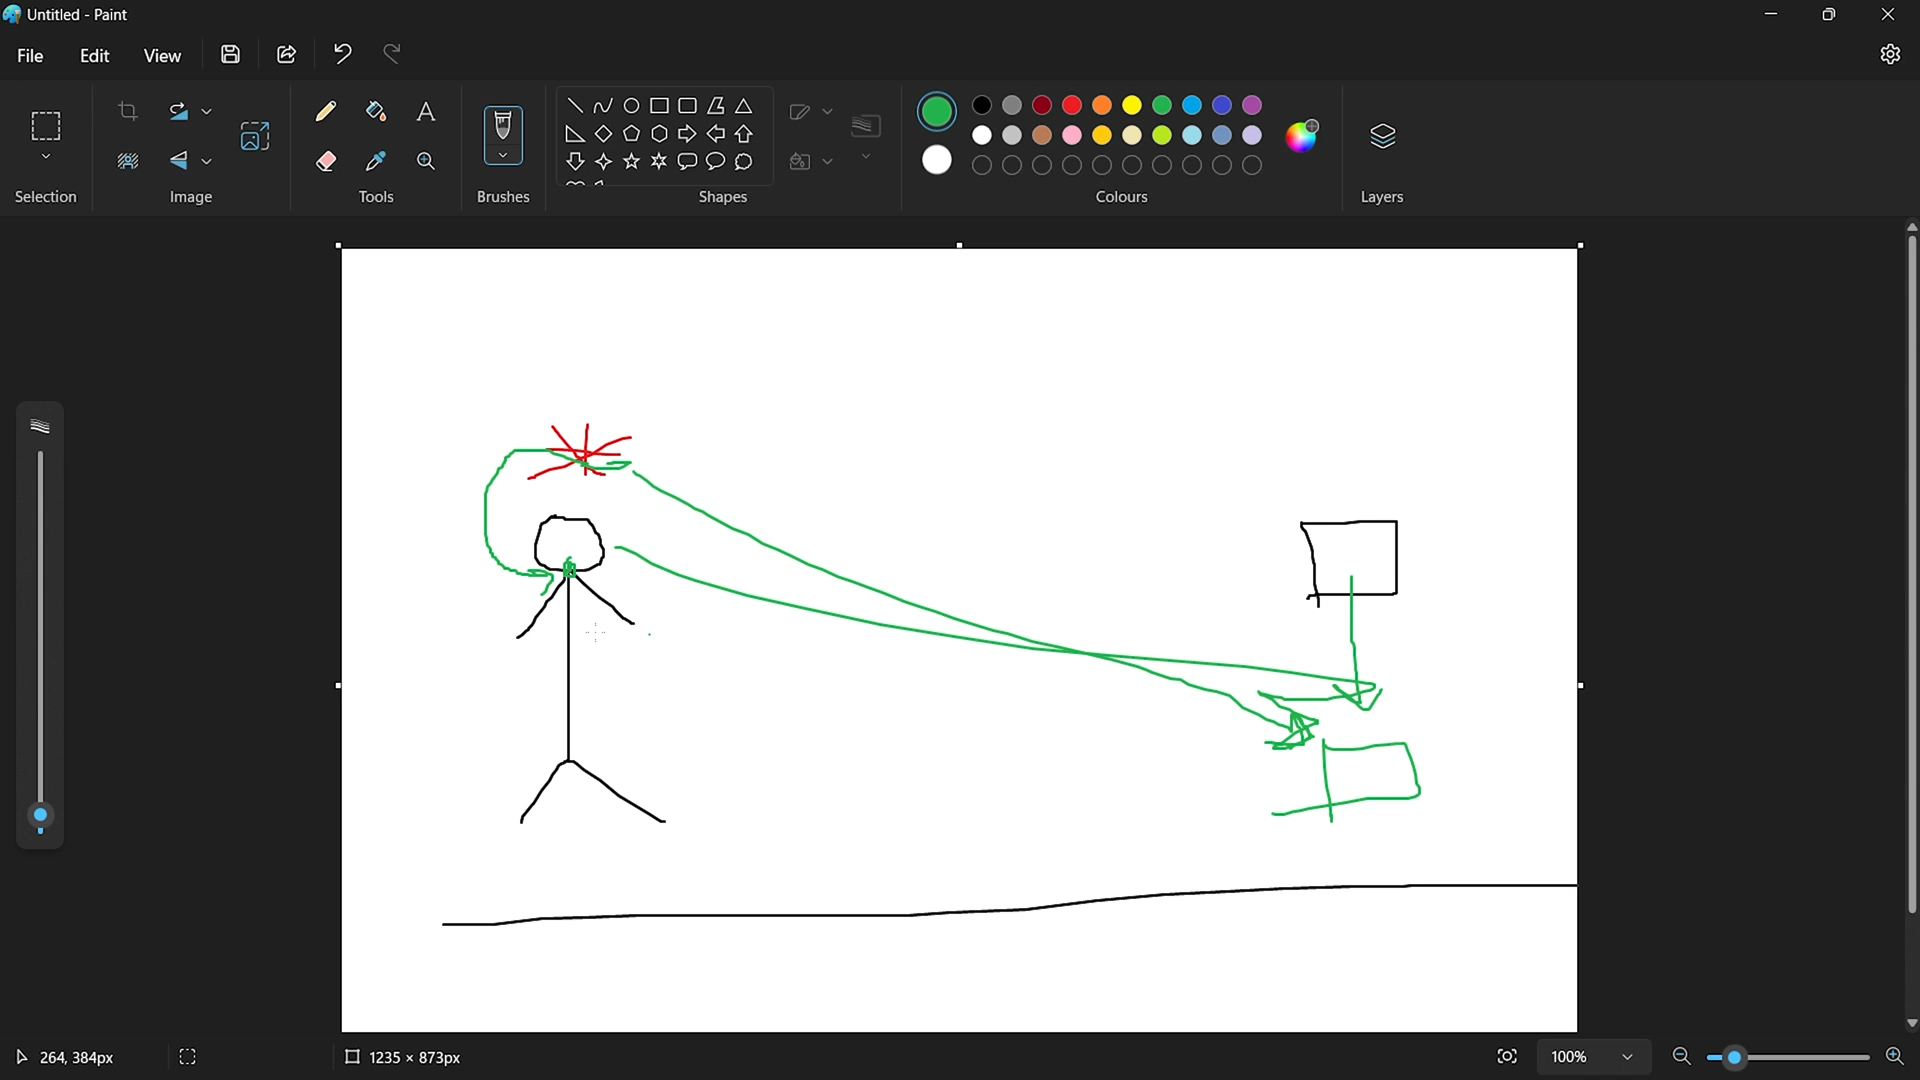 Untitled - Paint
File Edit View
Selection Image Tools Brushes Shapes Colours Layers
264, 384px 1235 × 873px 100%